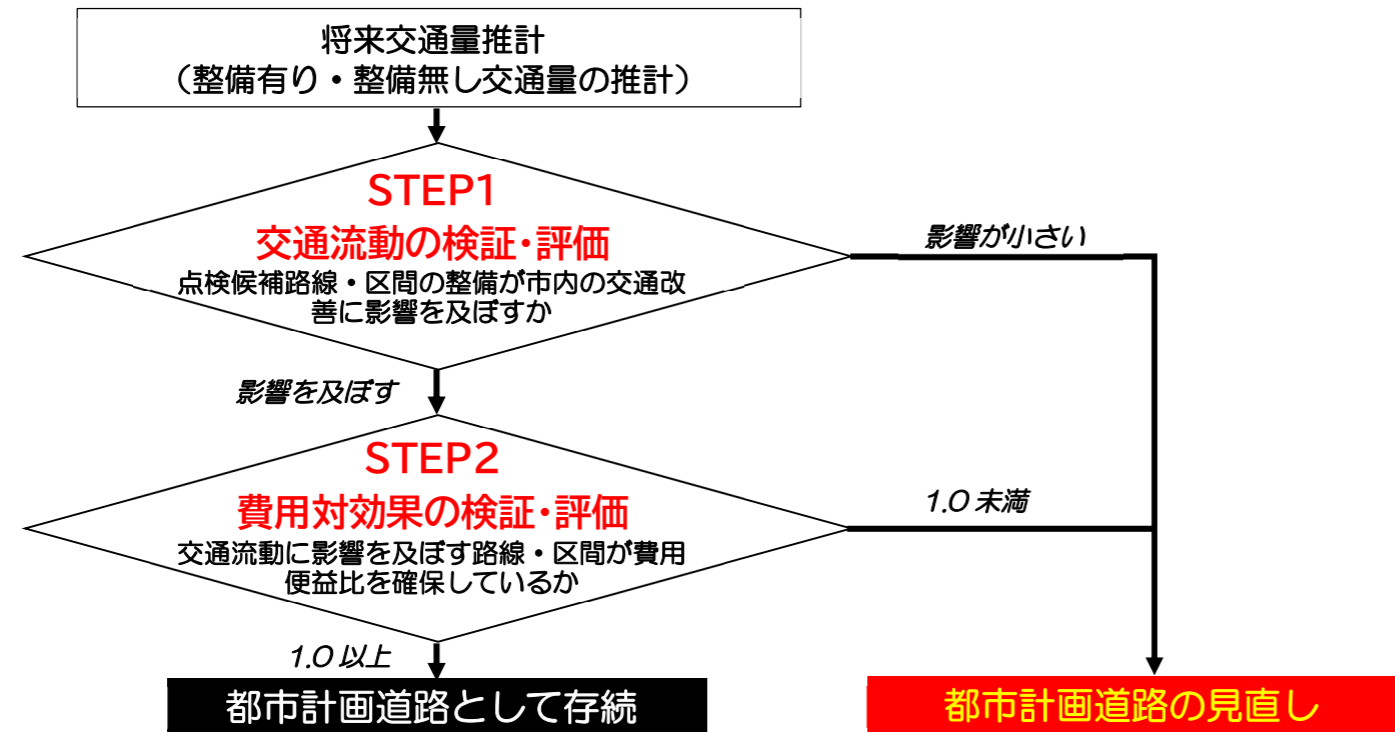 将来交通量推計
（整備有り・整備無し交通量の推計）
STEP1
交通流動の検証・評価
点検候補路線・区間の整備が市内の交通改
善に影響を及ぼすか
影響が小さい
影響を及ぼす
STEP2
費用対効果の検証・評価
交通流動に影響を及ぼす路線・区間が費用
便益比を確保しているか
1.0未満
1.0以上
都市計画道路として存続
都市計画道路の見直し